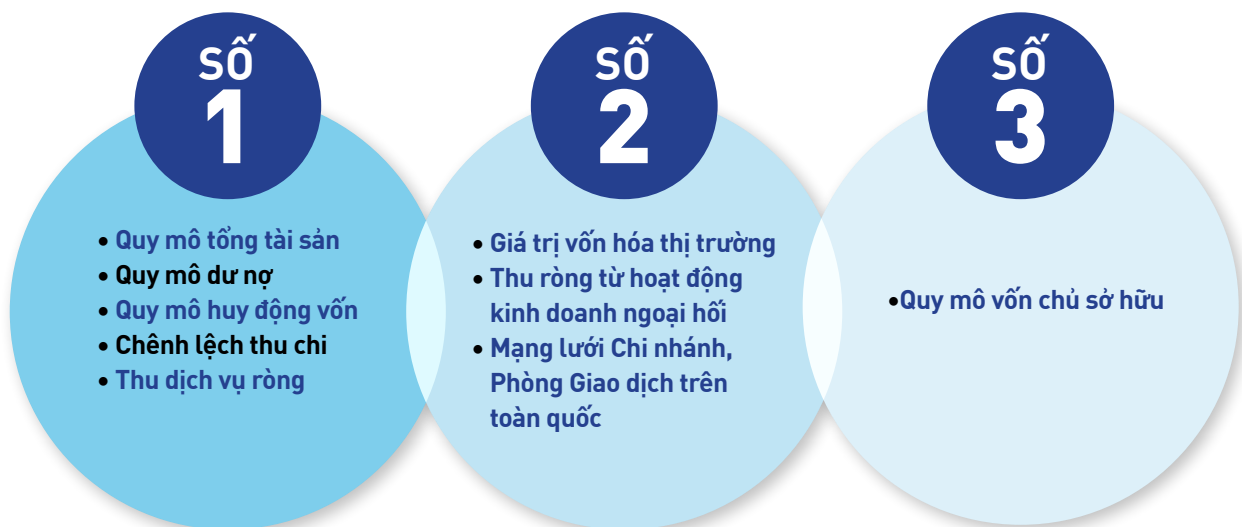 SỐ
1
• Quy mô tổng tài sản
• Quy mô dư nợ
• Quy mô huy động vốn
• Chênh lệch thu chi
• Thu dịch vụ ròng
SỐ
2
• Giá trị vốn hóa thị trường
• Thu ròng từ hoạt động
kinh doanh ngoại hối
• Mạng lưới Chi nhánh,
Phòng Giao dịch trên
toàn quốc
SỐ
3
•Quy mô vốn chủ sở hữu